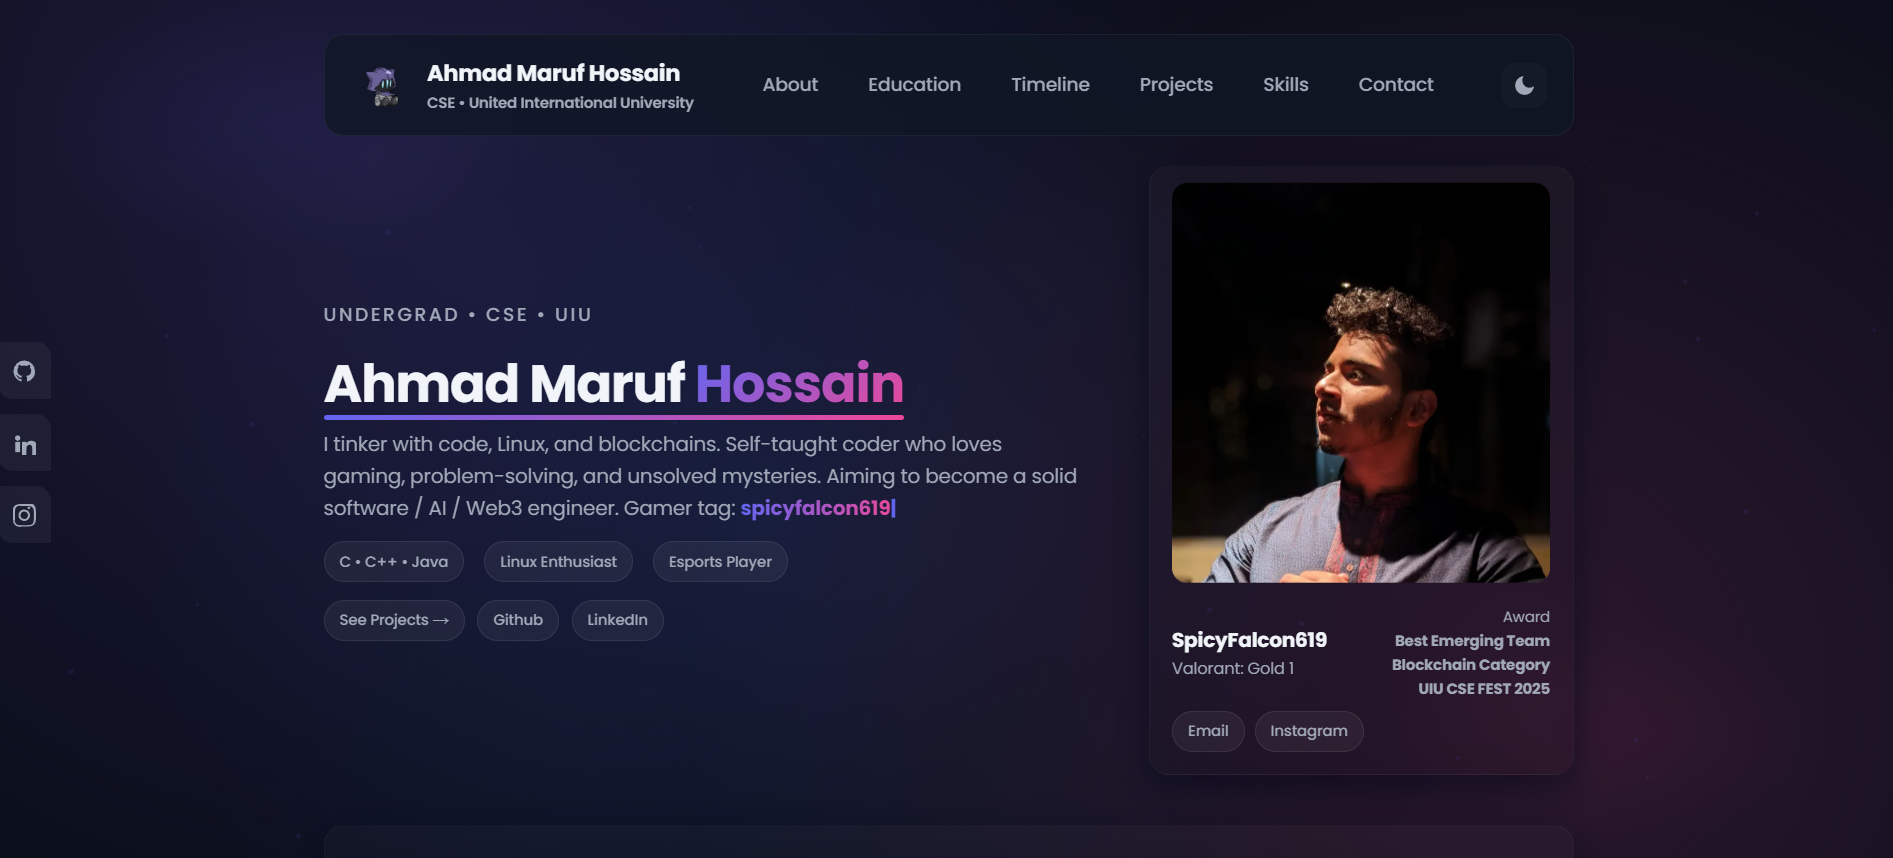 Ahmad Maruf Hossain
CSE • United International University
About
Education
Timeline
Projects
Skills
Contact
UNDERGRAD • CSE • UIU
Ahmad Maruf Hossain
I tinker with code, Linux, and blockchains. Self-taught coder who loves
gaming, problem-solving, and unsolved mysteries. Aiming to become a solid
software / AI / Web3 engineer. Gamer tag: spicyfalcon619|
C • C++ • Java
Linux Enthusiast
Esports Player
See Projects →
Github
LinkedIn
SpicyFalcon619
Valorant: Gold 1
Award
Best Emerging Team
Blockchain Category
UIU CSE FEST 2025
Email
Instagram
in